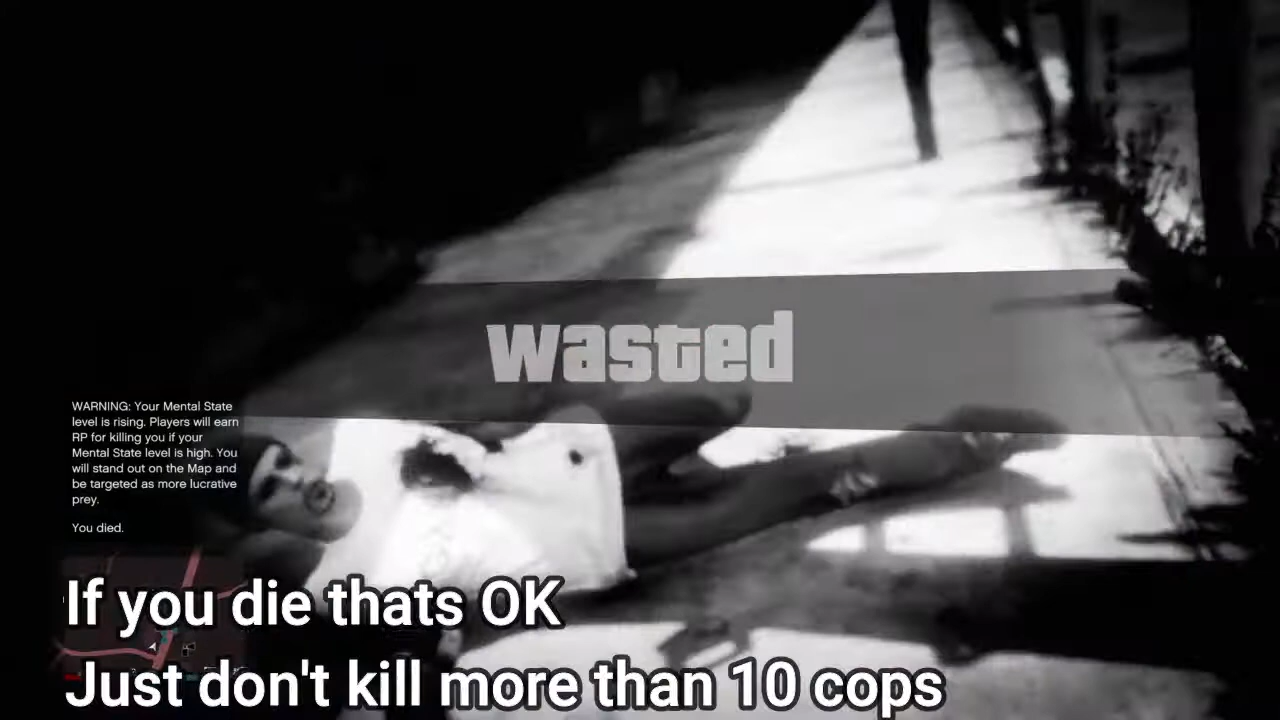 wasted
WARNING: Your Mental State
level is rising. Players will earn
RP for killing you if your
Mental State level is high. You
will stand out on the Map and
be targeted as more lucrative
prey.
You died.
If you die thats OK
Just don't kill more than 10 cops